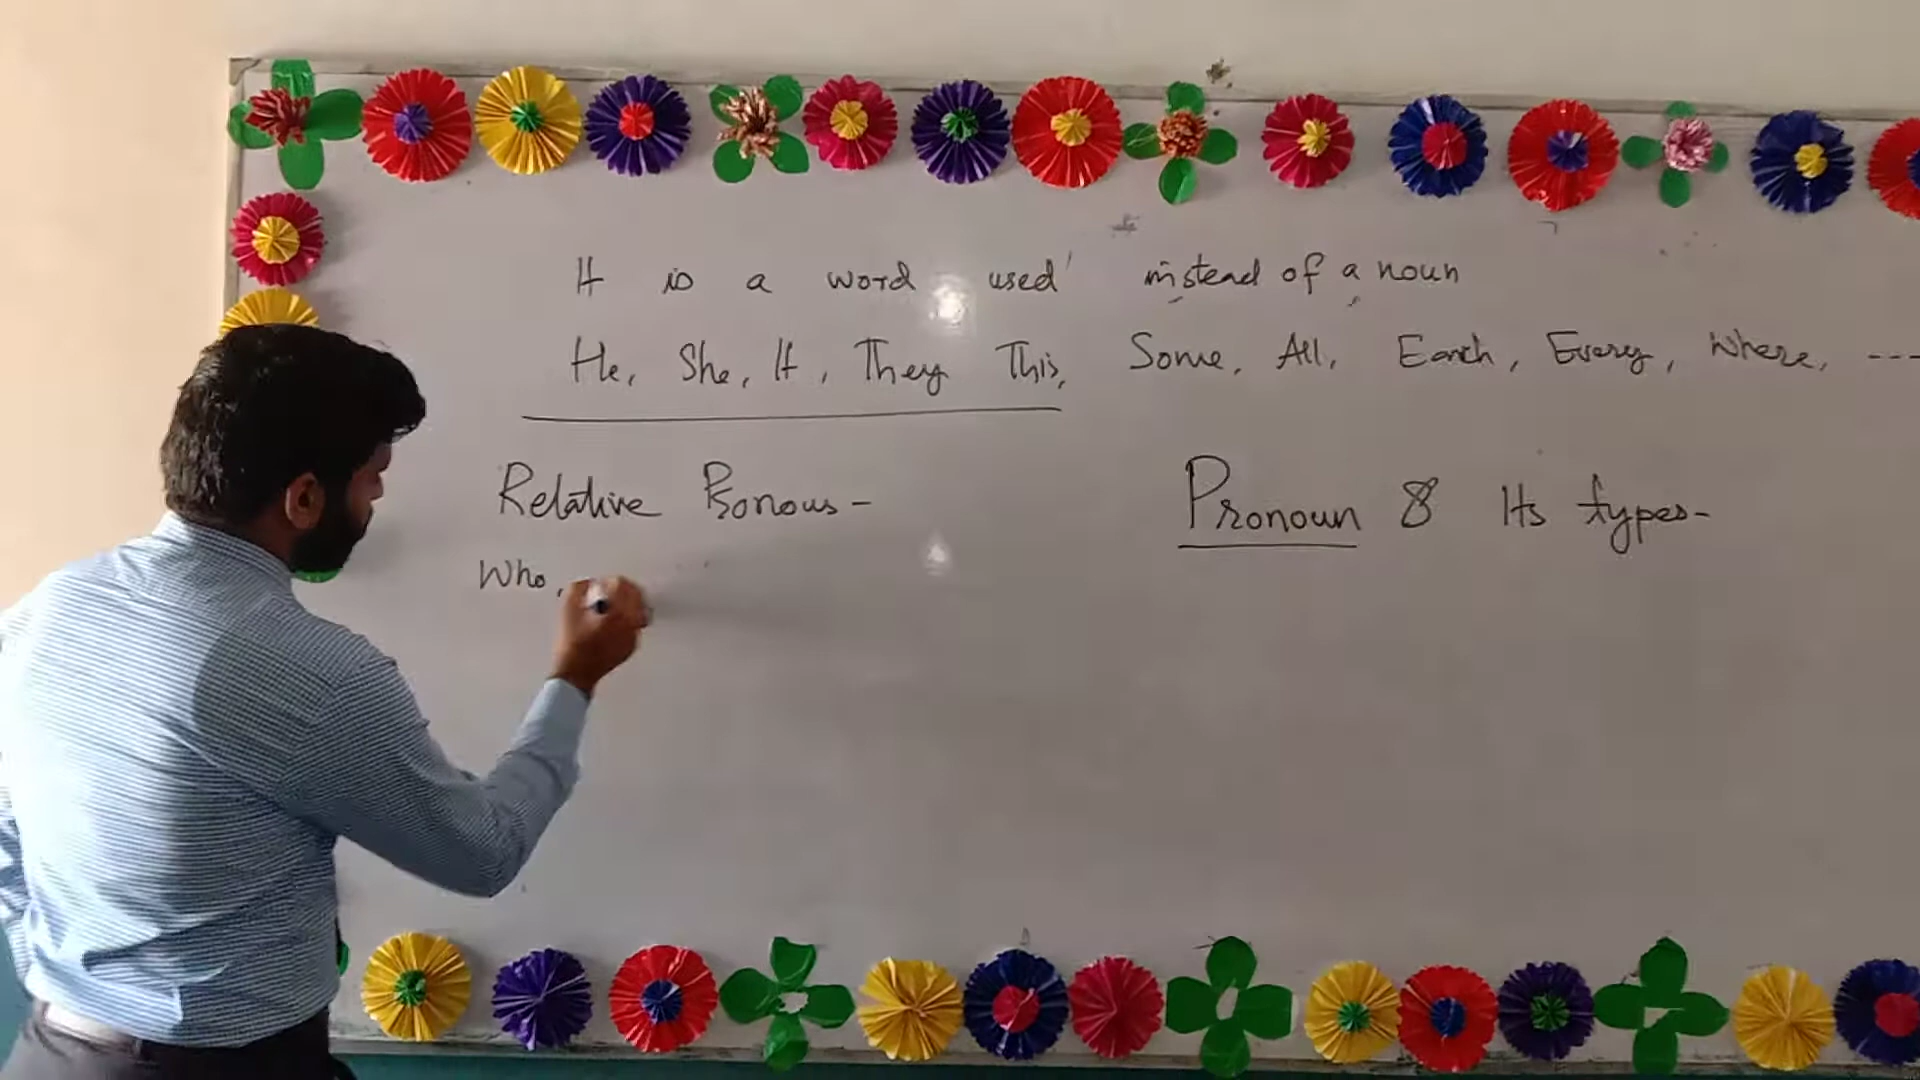 It is a word used instead of a noun
He, She, It, They This, Some, All, Each, Every, Where, ----
Relative Pronous -
Pronoun & Its types-
Who,